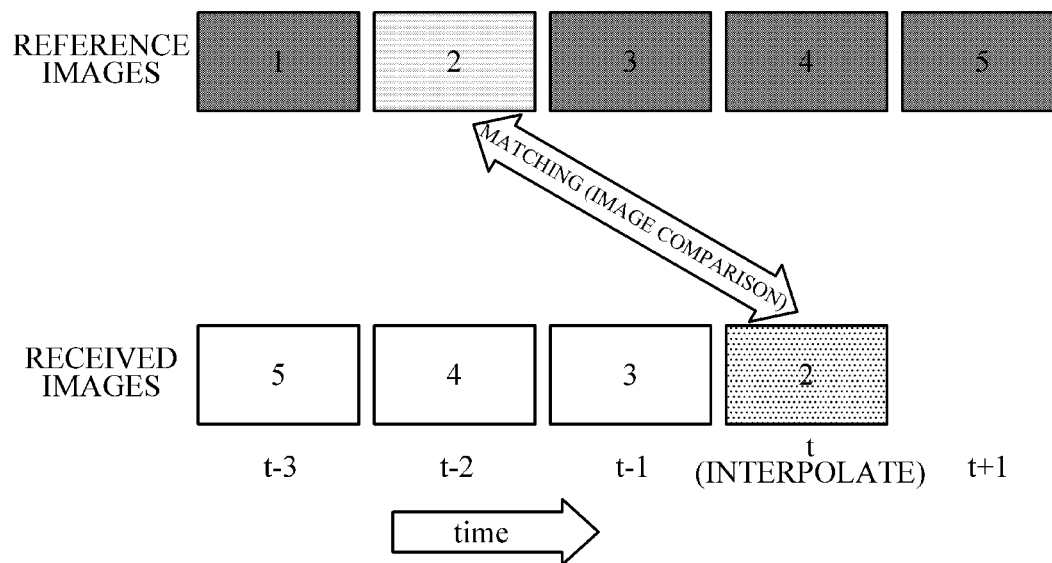 REFERENCE
IMAGES
1
2
3
4
5
MATCHING (IMAGE COMPARISON)
RECEIVED
IMAGES
5
4
3
2
t-3
t-2
t-1
t
(INTERPOLATE)
t+1
time